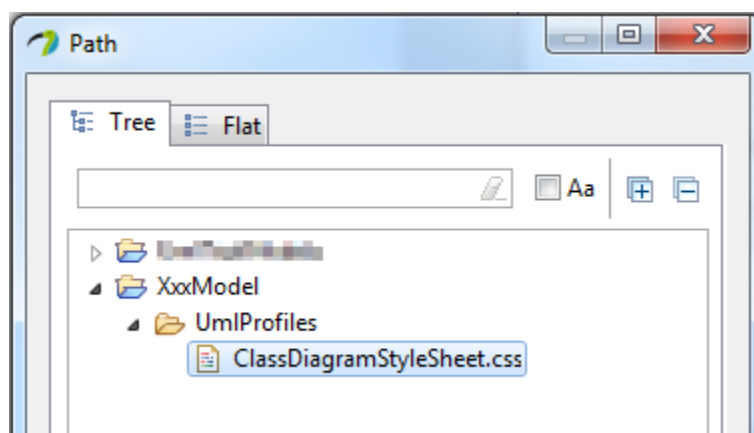 Path
Tree Flat
Aa
XxxModel
UmlProfiles
ClassDiagramStyleSheet.css